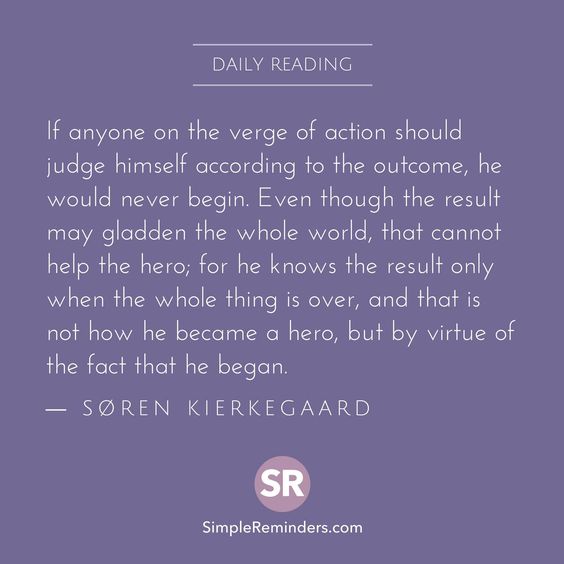 DAILY READING
If anyone on the verge of action should
judge himself according to the outcome, he
would never begin. Even though the result
may gladden the whole world, that cannot
help the hero; for he knows the result only
when the whole thing is over, and that is
not how he became a hero, but by virtue of
the fact that he began.
— SØREN KIERKEGAARD
SR
SimpleReminders.com